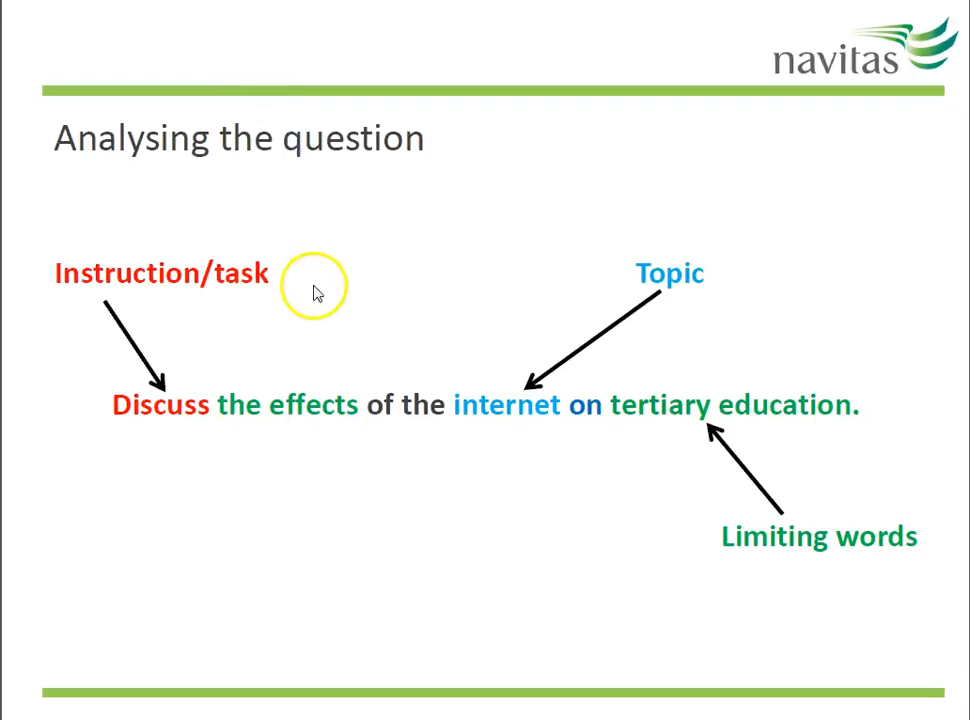 navitas
Analysing the question
Instruction/task
Topic
Discuss the effects of the internet on tertiary education.
Limiting words